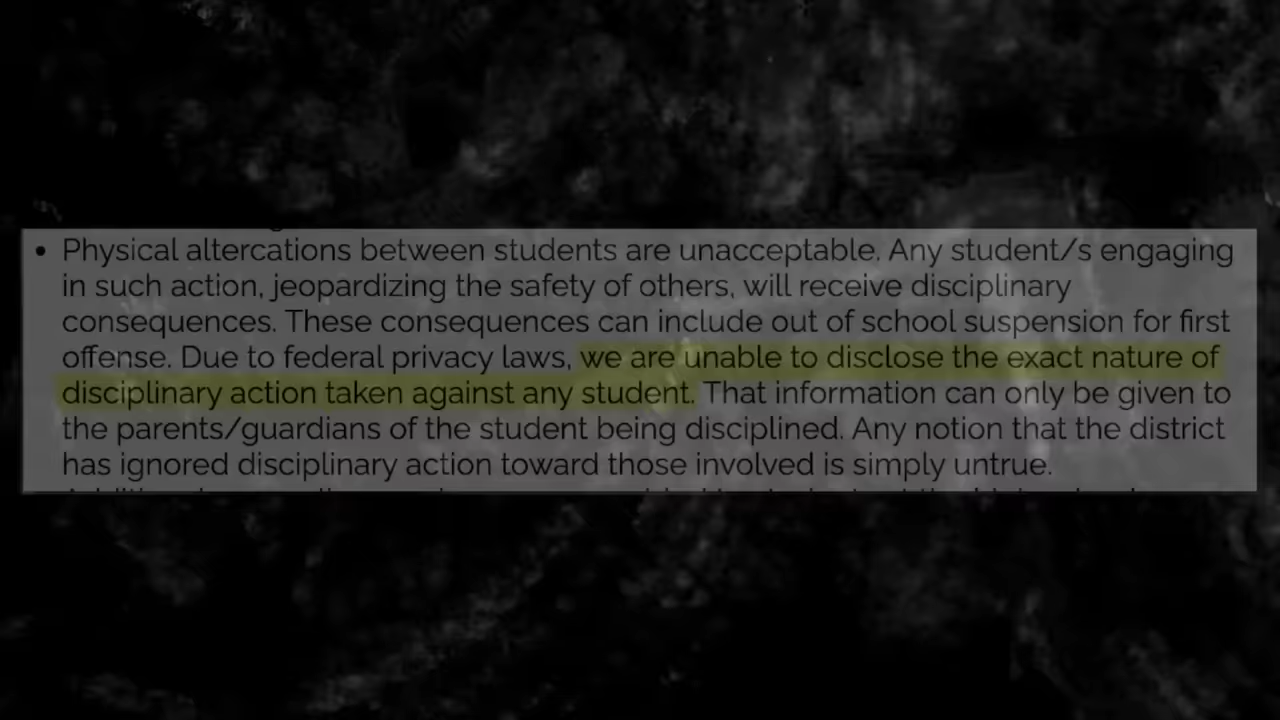 • Physical altercations between students are unacceptable. Any student/s engaging
in such action, jeopardizing the safety of others, will receive disciplinary
consequences. These consequences can include out of school suspension for first
offense. Due to federal privacy laws, we are unable to disclose the exact nature of
disciplinary action taken against any student. That information can only be given to
the parents/guardians of the student being disciplined. Any notion that the district
has ignored disciplinary action toward those involved is simply untrue.